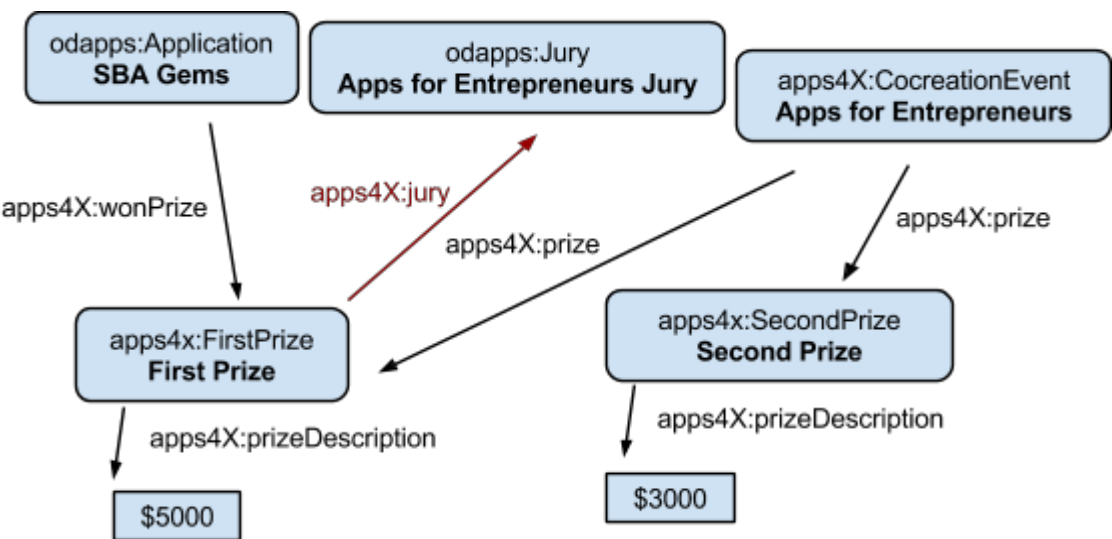 odapps:Application
SBA Gems
odapps:Jury
Apps for Entrepreneurs Jury
apps4X:CocreationEvent
Apps for Entrepreneurs
apps4X:wonPrize
apps4X:jury
apps4X:prize
apps4X:prize
apps4x:FirstPrize
First Prize
apps4x:SecondPrize
Second Prize
apps4X:prizeDescription
apps4X:prizeDescription
$5000
$3000